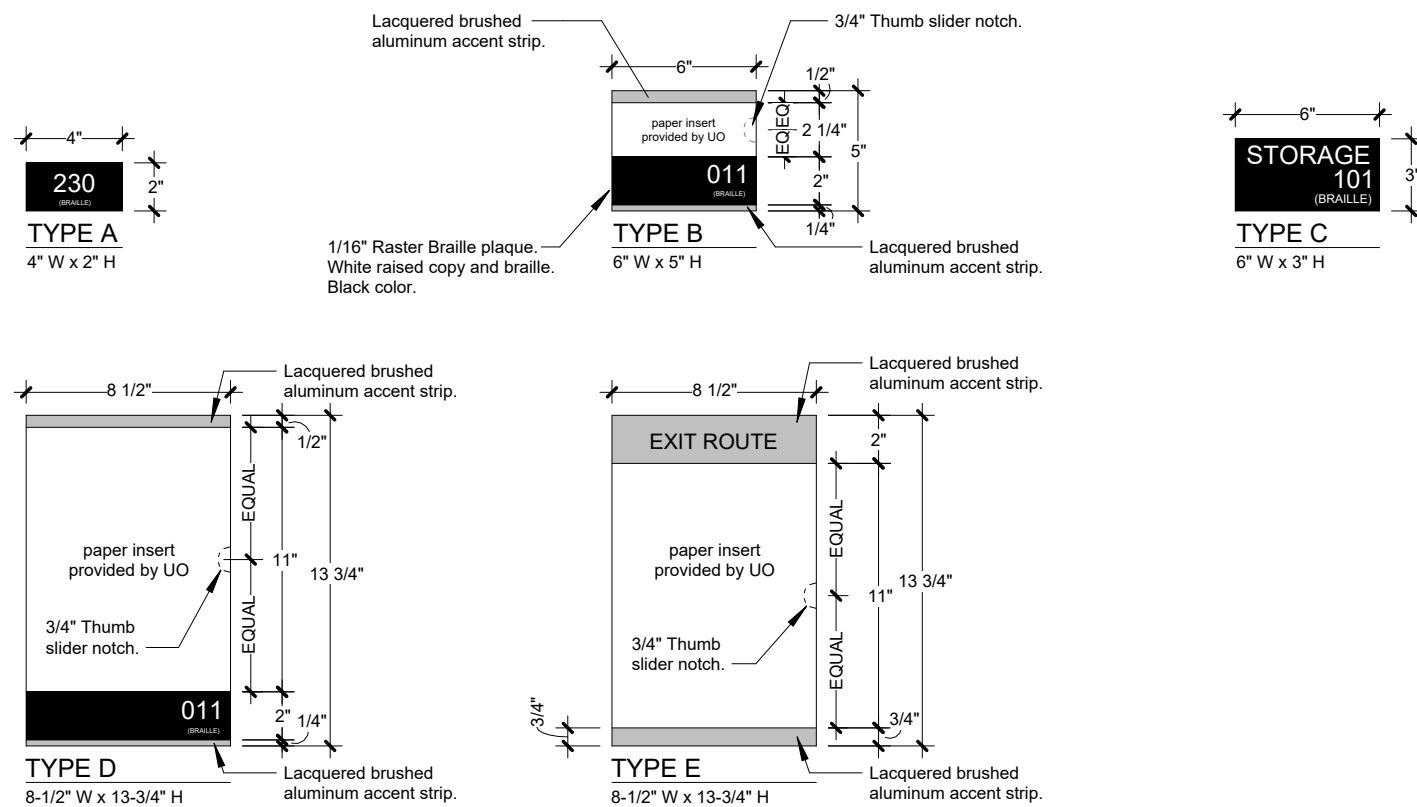 4"
230
(BRAILLE)
2"
TYPE A
4" W x 2" H
Lacquered brushed
aluminum accent strip.
3/4" Thumb slider notch.
6"
1/2"
paper insert
provided by UO
EQ
EQ
2 1/4"
5"
011
(BRAILLE)
2"
1/4"
1/16" Raster Braille plaque.
White raised copy and braille.
Black color.
TYPE B
6" W x 5" H
Lacquered brushed
aluminum accent strip.
6"
STORAGE
101
(BRAILLE)
3"
TYPE C
6" W x 3" H
8 1/2"
Lacquered brushed
aluminum accent strip.
1/2"
EQUAL
paper insert
provided by UO
11"
13 3/4"
3/4" Thumb
slider notch.
EQUAL
011
(BRAILLE)
2"
1/4"
TYPE D
8-1/2" W x 13-3/4" H
Lacquered brushed
aluminum accent strip.
8 1/2"
Lacquered brushed
aluminum accent strip.
EXIT ROUTE
2"
EQUAL
paper insert
provided by UO
13 3/4"
11"
3/4" Thumb
slider notch.
EQUAL
3/4"
3/4"
TYPE E
8-1/2" W x 13-3/4" H
Lacquered brushed
aluminum accent strip.